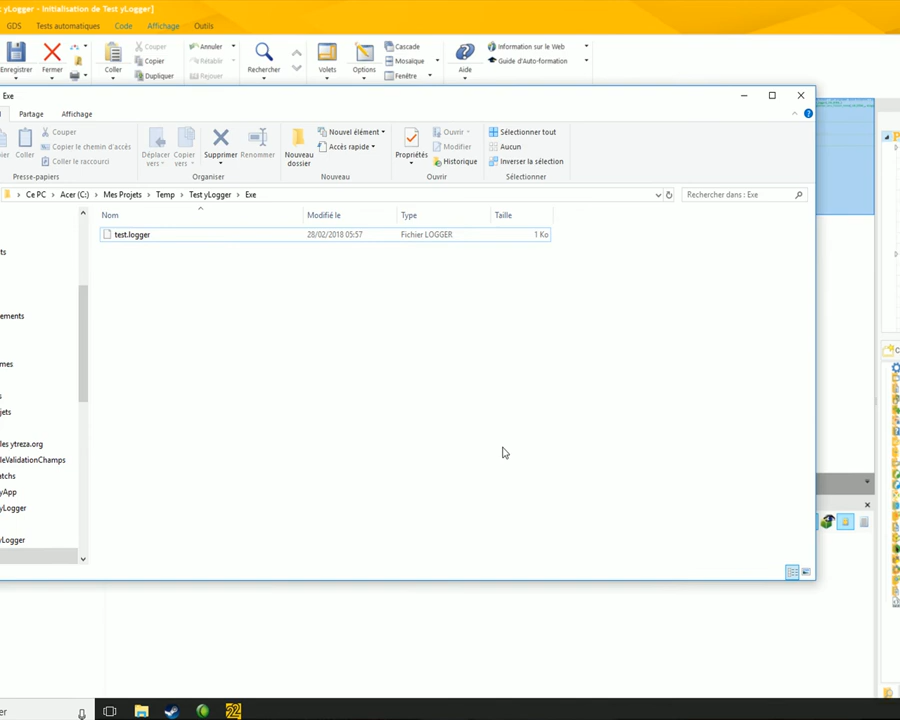 t yLogger - Initialisation de Test yLogger]
GDS Tests automatiques Code Affichage Outils
Enregistrer Fermer Coller Couper Copier Dupliquer Annuler Rétablir Rejouer Rechercher Volets Options Cascade Mosaïque Fenêtre Aide Information sur le Web Guide d'Auto-formation
Exe
Partage Affichage
Coller Couper Copier le chemin d'accès Coller le raccourci
Déplacer vers Copier vers Supprimer Renommer
Nouveau dossier Nouvel élément Accès rapide
Propriétés Ouvrir Modifier Historique
Sélectionner tout Aucun Inverser la sélection
Presse-papiers Organiser Nouveau Ouvrir Sélectionner
Ce PC > Acer (C:) > Mes Projets > Temp > Test yLogger > Exe
Rechercher dans : Exe
Nom Modifié le Type Taille
test.logger 28/02/2018 05:57 Fichier LOGGER 1 Ko
ts
ements
mes
s
jets
les ytreza.org
leValidationChamps
atchs
yApp
yLogger
yLogger
er
22